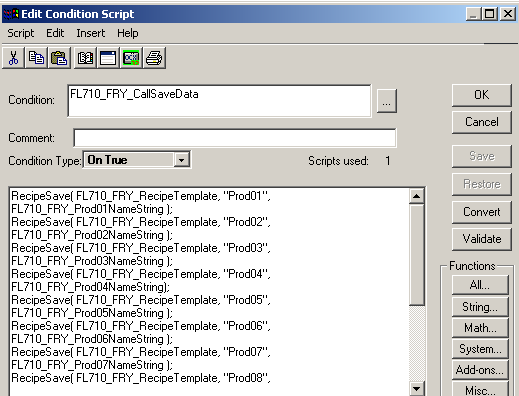 Edit Condition Script
Script Edit Insert Help
Condition: FL710_FRY_CallSaveData ... OK
Comment: Cancel
Condition Type: On True Scripts used: 1 Save
Restore
Convert
Validate
RecipeSave( FL710_FRY_RecipeTemplate, "Prod01",
FL710_FRY_Prod01NameString );
RecipeSave( FL710_FRY_RecipeTemplate, "Prod02",
FL710_FRY_Prod02NameString );
RecipeSave( FL710_FRY_RecipeTemplate, "Prod03",
FL710_FRY_Prod03NameString );
RecipeSave( FL710_FRY_RecipeTemplate, "Prod04",
FL710_FRY_Prod04NameString);
RecipeSave( FL710_FRY_RecipeTemplate, "Prod05",
FL710_FRY_Prod05NameString );
RecipeSave( FL710_FRY_RecipeTemplate, "Prod06",
FL710_FRY_Prod06NameString );
RecipeSave( FL710_FRY_RecipeTemplate, "Prod07",
FL710_FRY_Prod07NameString );
RecipeSave( FL710_FRY_RecipeTemplate, "Prod08",
Functions
All...
String...
Math...
System...
Add-ons...
Misc...